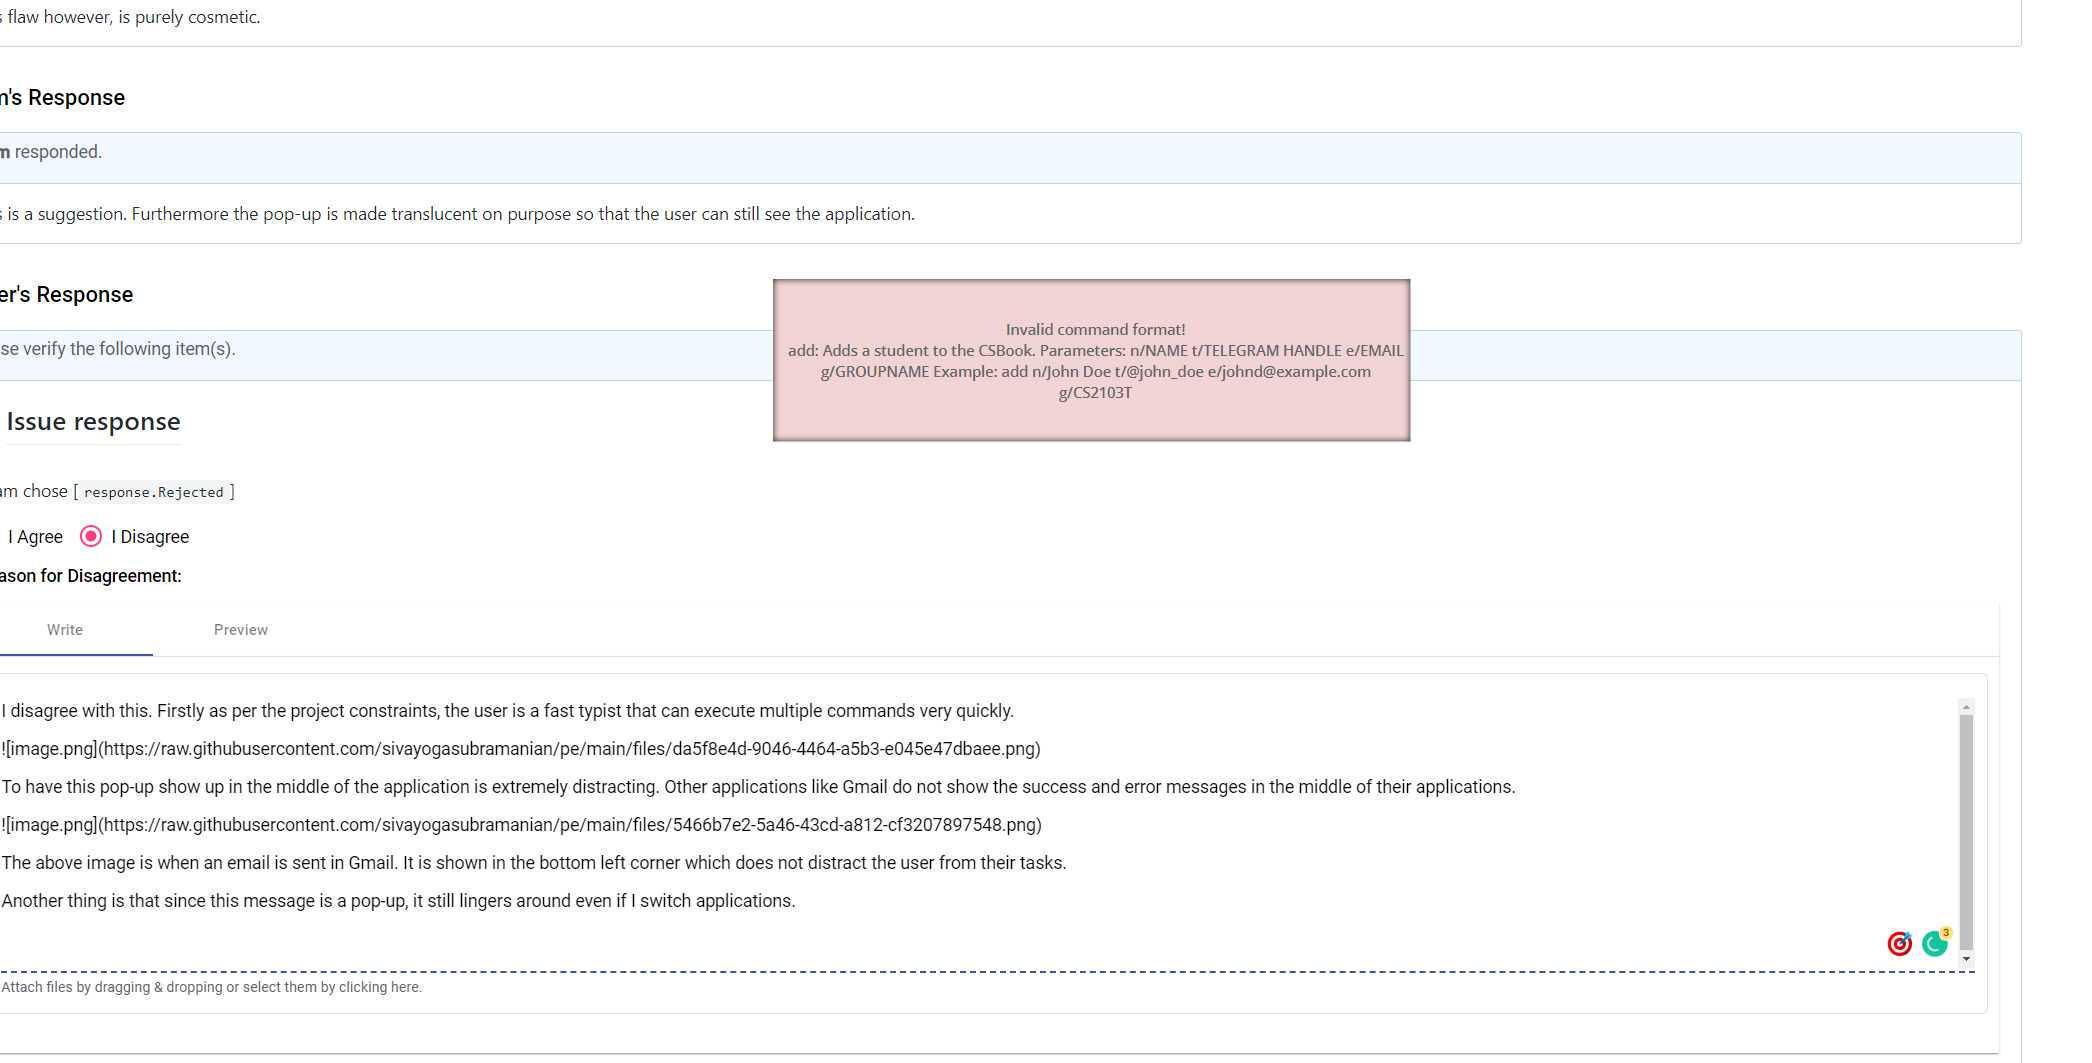 s flaw however, is purely cosmetic.
m's Response
m responded.
s is a suggestion. Furthermore the pop-up is made translucent on purpose so that the user can still see the application.
er's Response
se verify the following item(s).
Invalid command format!
add: Adds a student to the CSBook. Parameters: n/NAME t/TELEGRAM HANDLE e/EMAIL
g/GROUPNAME Example: add n/John Doe t/@john_doe e/johnd@example.com
g/CS2103T
Issue response
am chose [ response.Rejected ]
I Agree I Disagree
ason for Disagreement:
Write Preview
I disagree with this. Firstly as per the project constraints, the user is a fast typist that can execute multiple commands very quickly.
![image.png](https://raw.githubusercontent.com/sivayogasubramanian/pe/main/files/da5f8e4d-9046-4464-a5b3-e045e47dbaee.png)
To have this pop-up show up in the middle of the application is extremely distracting. Other applications like Gmail do not show the success and error messages in the middle of their applications.
![image.png](https://raw.githubusercontent.com/sivayogasubramanian/pe/main/files/5466b7e2-5a46-43cd-a812-cf3207897548.png)
The above image is when an email is sent in Gmail. It is shown in the bottom left corner which does not distract the user from their tasks.
Another thing is that since this message is a pop-up, it still lingers around even if I switch applications.
3
Attach files by dragging & dropping or select them by clicking here.